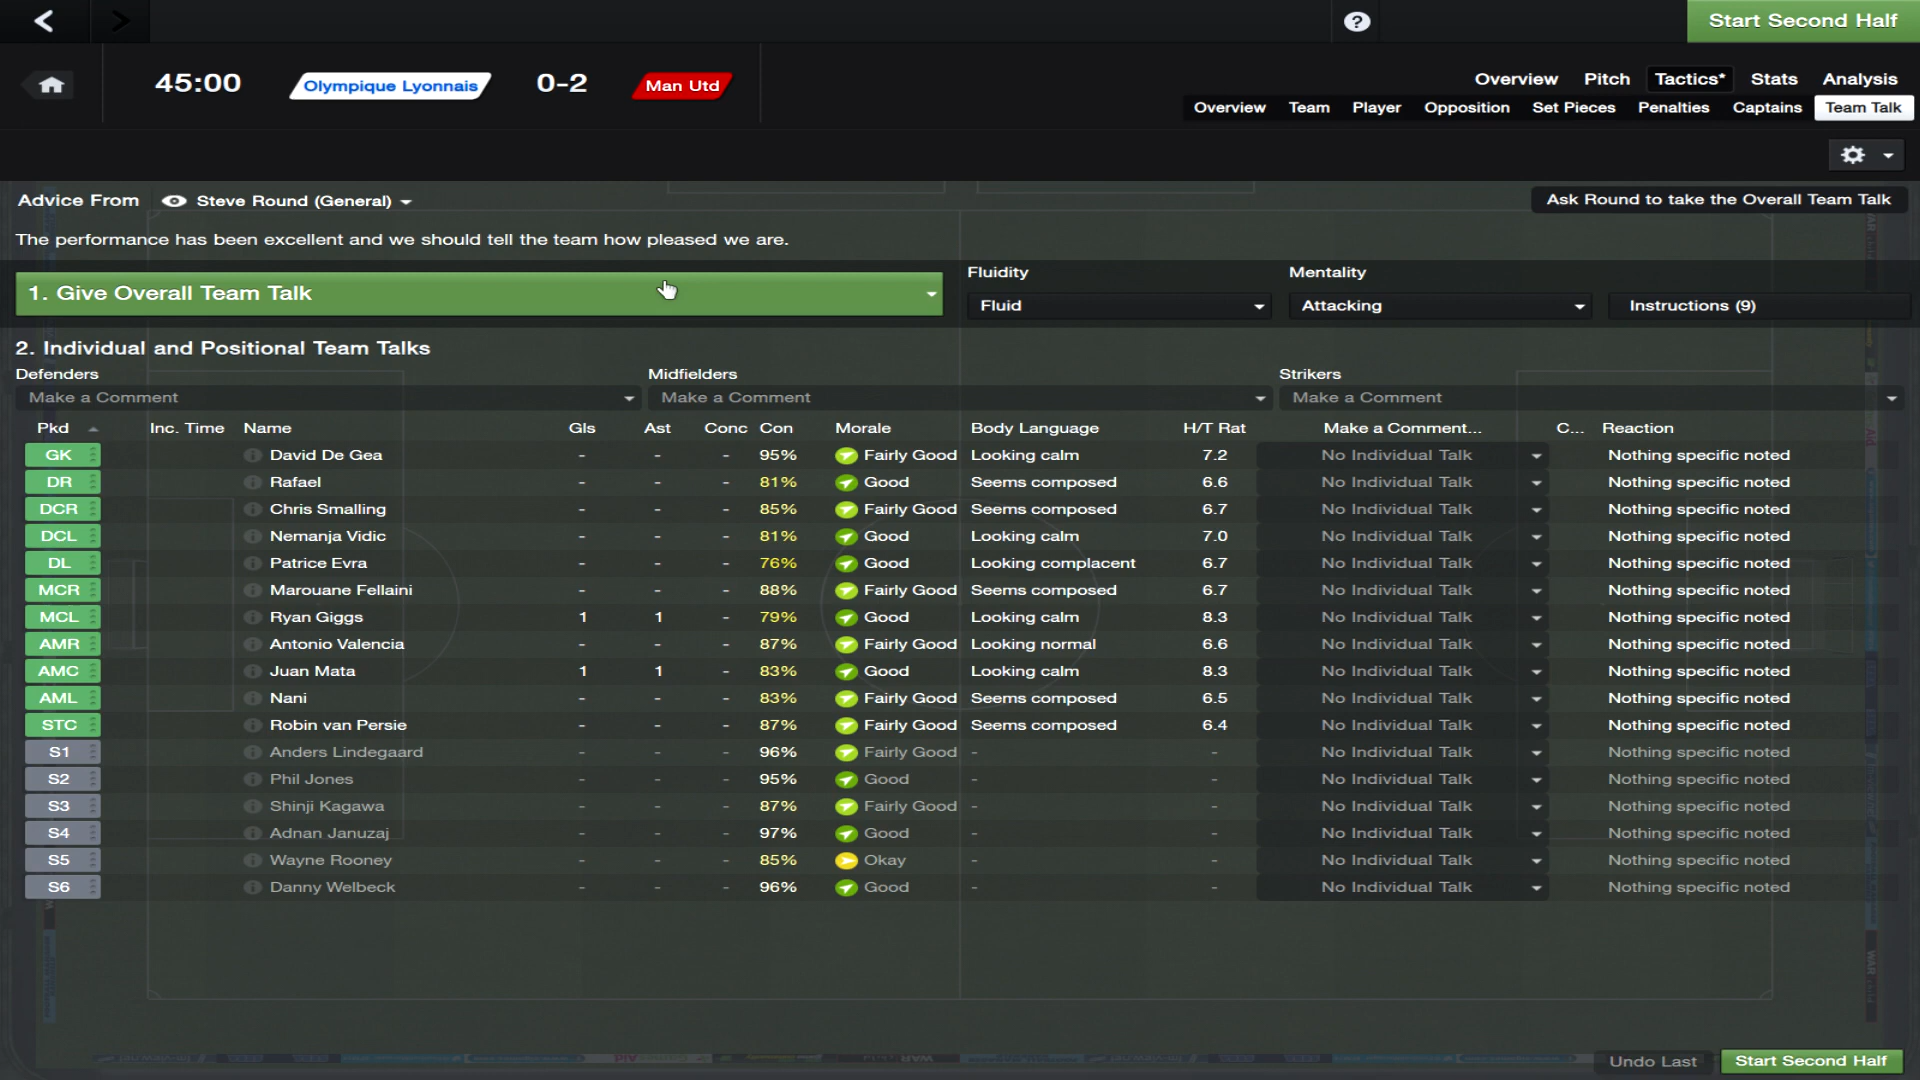 Start Second Half
45:00 Olympique Lyonnais 0-2 Man Utd
Overview Pitch Tactics* Stats Analysis
Overview Team Player Opposition Set Pieces Penalties Captains Team Talk
Advice From Steve Round (General) Ask Round to take the Overall Team Talk
The performance has been excellent and we should tell the team how pleased we are.
Fluidity Mentality
1. Give Overall Team Talk Fluid Attacking Instructions (9)
2. Individual and Positional Team Talks
Defenders Midfielders Strikers
Make a Comment Make a Comment Make a Comment
Pkd Inc. Time Name Gls Ast Conc Con Morale Body Language H/T Rat Make a Comment... C... Reaction
GK David De Gea - - - 95% Fairly Good Looking calm 7.2 No Individual Talk Nothing specific noted
DR Rafael - - - 81% Good Seems composed 6.6 No Individual Talk Nothing specific noted
DCR Chris Smalling - - - 85% Fairly Good Seems composed 6.7 No Individual Talk Nothing specific noted
DCL Nemanja Vidic - - - 81% Good Looking calm 7.0 No Individual Talk Nothing specific noted
DL Patrice Evra - - - 76% Good Looking complacent 6.7 No Individual Talk Nothing specific noted
MCR Marouane Fellaini - - - 88% Fairly Good Seems composed 6.7 No Individual Talk Nothing specific noted
MCL Ryan Giggs 1 1 - 79% Good Looking calm 8.3 No Individual Talk Nothing specific noted
AMR Antonio Valencia - - - 87% Fairly Good Looking normal 6.6 No Individual Talk Nothing specific noted
AMC Juan Mata 1 1 - 83% Good Looking calm 8.3 No Individual Talk Nothing specific noted
AML Nani - - - 83% Fairly Good Seems composed 6.5 No Individual Talk Nothing specific noted
STC Robin van Persie - - - 87% Fairly Good Seems composed 6.4 No Individual Talk Nothing specific noted
S1 Anders Lindegaard - - - 96% Fairly Good - - No Individual Talk Nothing specific noted
S2 Phil Jones - - - 95% Good - - No Individual Talk Nothing specific noted
S3 Shinji Kagawa - - - 87% Fairly Good - - No Individual Talk Nothing specific noted
S4 Adnan Januzaj - - - 97% Good - - No Individual Talk Nothing specific noted
S5 Wayne Rooney - - - 85% Okay - - No Individual Talk Nothing specific noted
S6 Danny Welbeck - - - 96% Good - - No Individual Talk Nothing specific noted
Undo Last Start Second Half